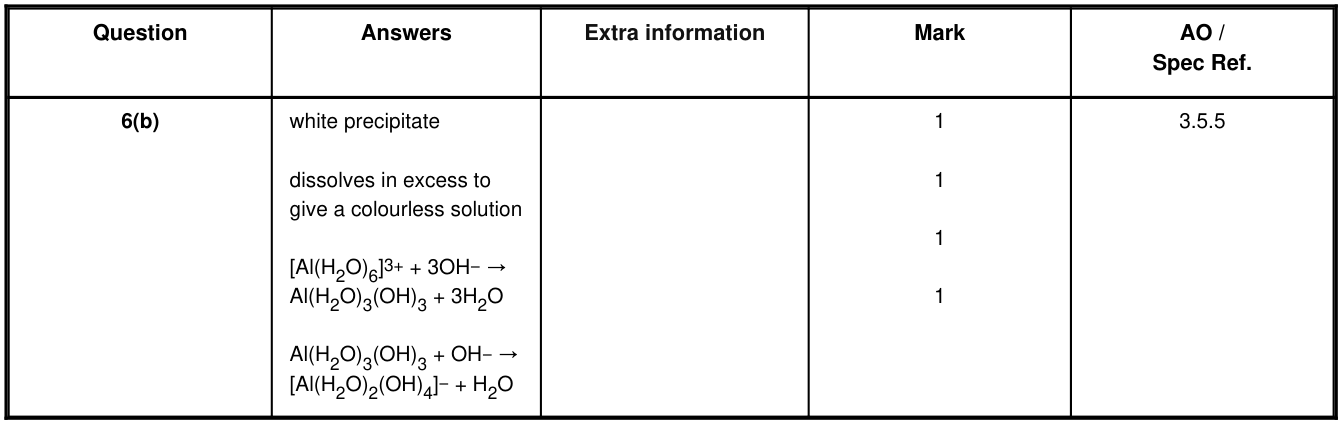 Question Answers Extra information Mark AO /
Spec Ref.
6(b) white precipitate 1 3.5.5
dissolves in excess to 1
give a colourless solution
1
[Al(H₂O)₆]³⁺ + 3OH⁻ →
Al(H₂O)₃(OH)₃ + 3H₂O 1
Al(H₂O)₃(OH)₃ + OH⁻ →
[Al(H₂O)₂(OH)₄]⁻ + H₂O